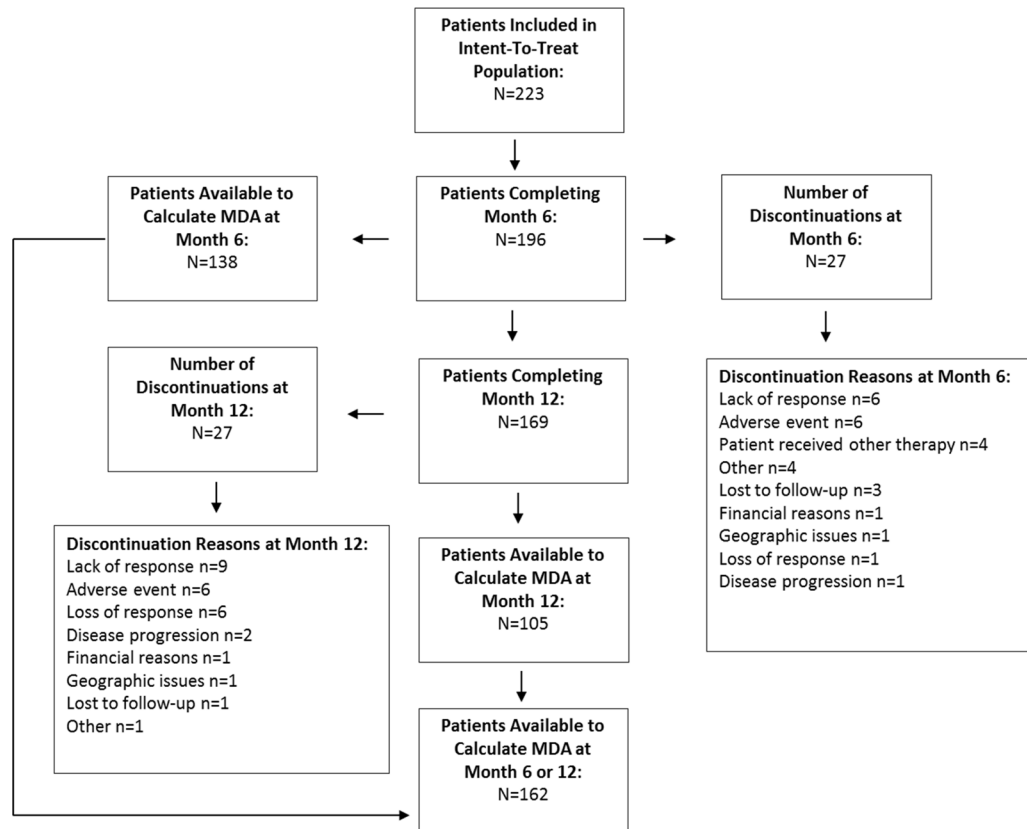 Patients Included in
Intent-To-Treat
Population:
N=223
Patients Available to
Calculate MDA at
Month 6:
N=138
Patients Completing
Month 6:
N=196
Number of
Discontinuations at
Month 6:
N=27
Number of
Discontinuations at
Month 12:
N=27
Patients Completing
Month 12:
N=169
Discontinuation Reasons at Month 6:
Lack of response n=6
Adverse event n=6
Patient received other therapy n=4
Other n=4
Lost to follow-up n=3
Financial reasons n=1
Geographic issues n=1
Loss of response n=1
Disease progression n=1
Discontinuation Reasons at Month 12:
Lack of response n=9
Adverse event n=6
Loss of response n=6
Disease progression n=2
Financial reasons n=1
Geographic issues n=1
Lost to follow-up n=1
Other n=1
Patients Available to
Calculate MDA at
Month 12:
N=105
Patients Available to
Calculate MDA at
Month 6 or 12:
N=162